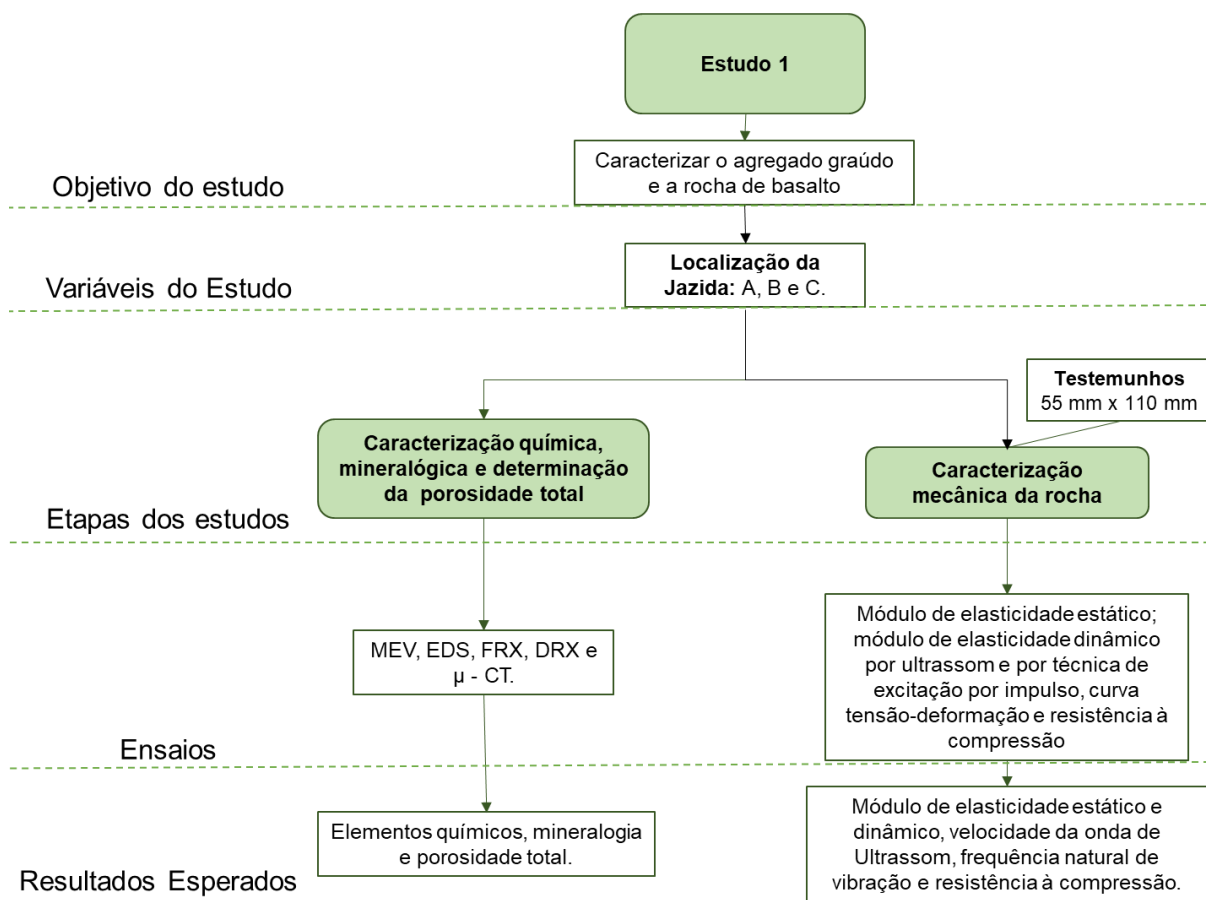 Estudo 1
Caracterizar o agregado graúdo
e a rocha de basalto
Objetivo do estudo
Localização da
Jazida: A, B e C.
Variáveis do Estudo
Testemunhos
55 mm x 110 mm
Caracterização química,
mineralógica e determinação
da porosidade total
Caracterização
mecânica da rocha
Etapas dos estudos
MEV, EDS, FRX, DRX e
µ - CT.
Módulo de elasticidade estático;
módulo de elasticidade dinâmico
por ultrassom e por técnica de
excitação por impulso, curva
tensão-deformação e resistência à
compressão
Ensaios
Elementos químicos, mineralogia
e porosidade total.
Módulo de elasticidade estático e
dinâmico, velocidade da onda de
Ultrassom, frequência natural de
vibração e resistência à compressão.
Resultados Esperados